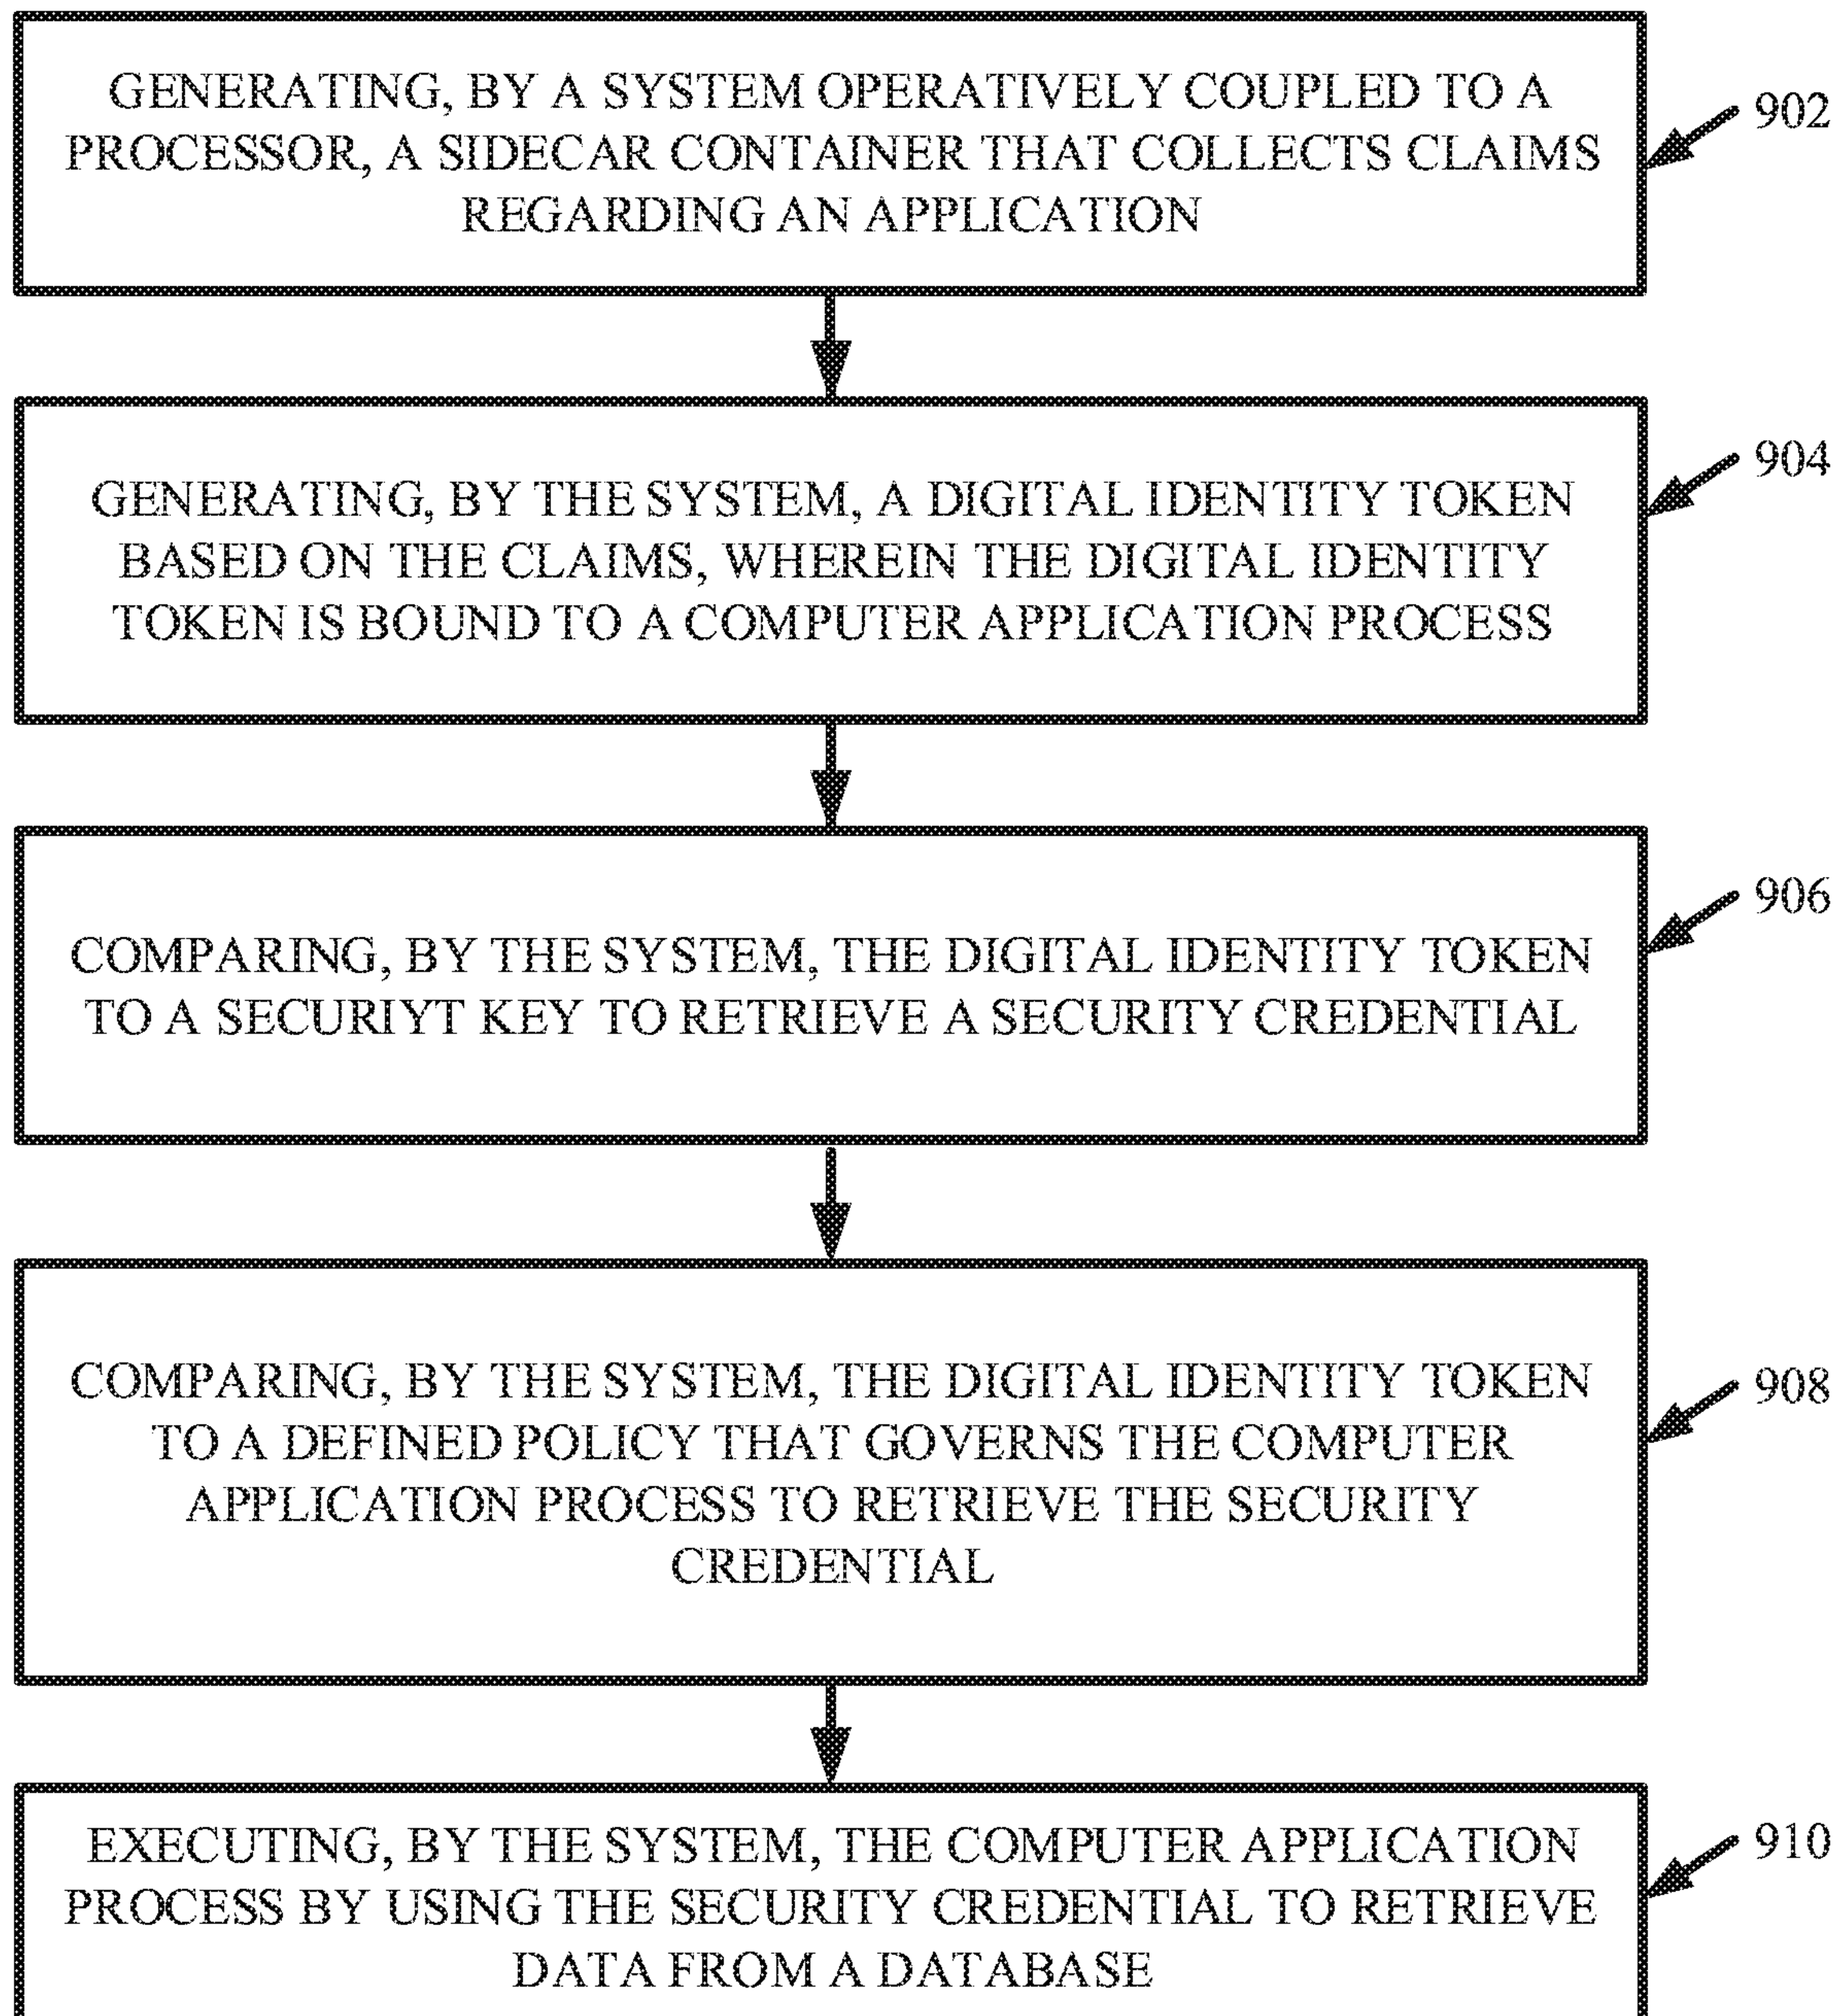 GENERATING, BY A SYSTEM OPERATIVELY COUPLED TO A
PROCESSOR, A SIDECAR CONTAINER THAT COLLECTS CLAIMS
REGARDING AN APPLICATION
902
GENERATING, BY THE SYSTEM, A DIGITAL IDENTITY TOKEN
BASED ON THE CLAIMS, WHEREIN THE DIGITAL IDENTITY
TOKEN IS BOUND TO A COMPUTER APPLICATION PROCESS
904
COMPARING, BY THE SYSTEM, THE DIGITAL IDENTITY TOKEN
TO A SECURIYT KEY TO RETRIEVE A SECURITY CREDENTIAL
906
COMPARING, BY THE SYSTEM, THE DIGITAL IDENTITY TOKEN
TO A DEFINED POLICY THAT GOVERNS THE COMPUTER
APPLICATION PROCESS TO RETRIEVE THE SECURITY
CREDENTIAL
908
EXECUTING, BY THE SYSTEM, THE COMPUTER APPLICATION
PROCESS BY USING THE SECURITY CREDENTIAL TO RETRIEVE
DATA FROM A DATABASE
910